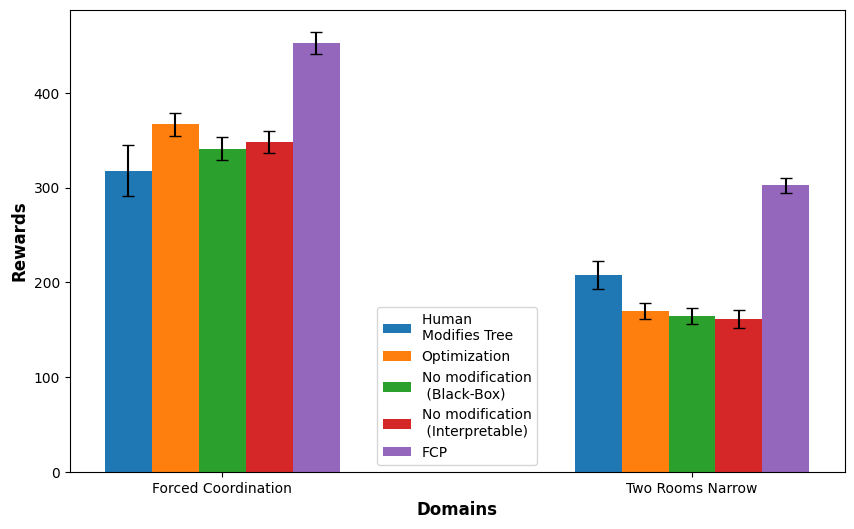 Rewards
400
300
200
100
0
Human
Modifies Tree
Optimization
No modification
(Black-Box)
No modification
(Interpretable)
FCP
Forced Coordination
Two Rooms Narrow
Domains